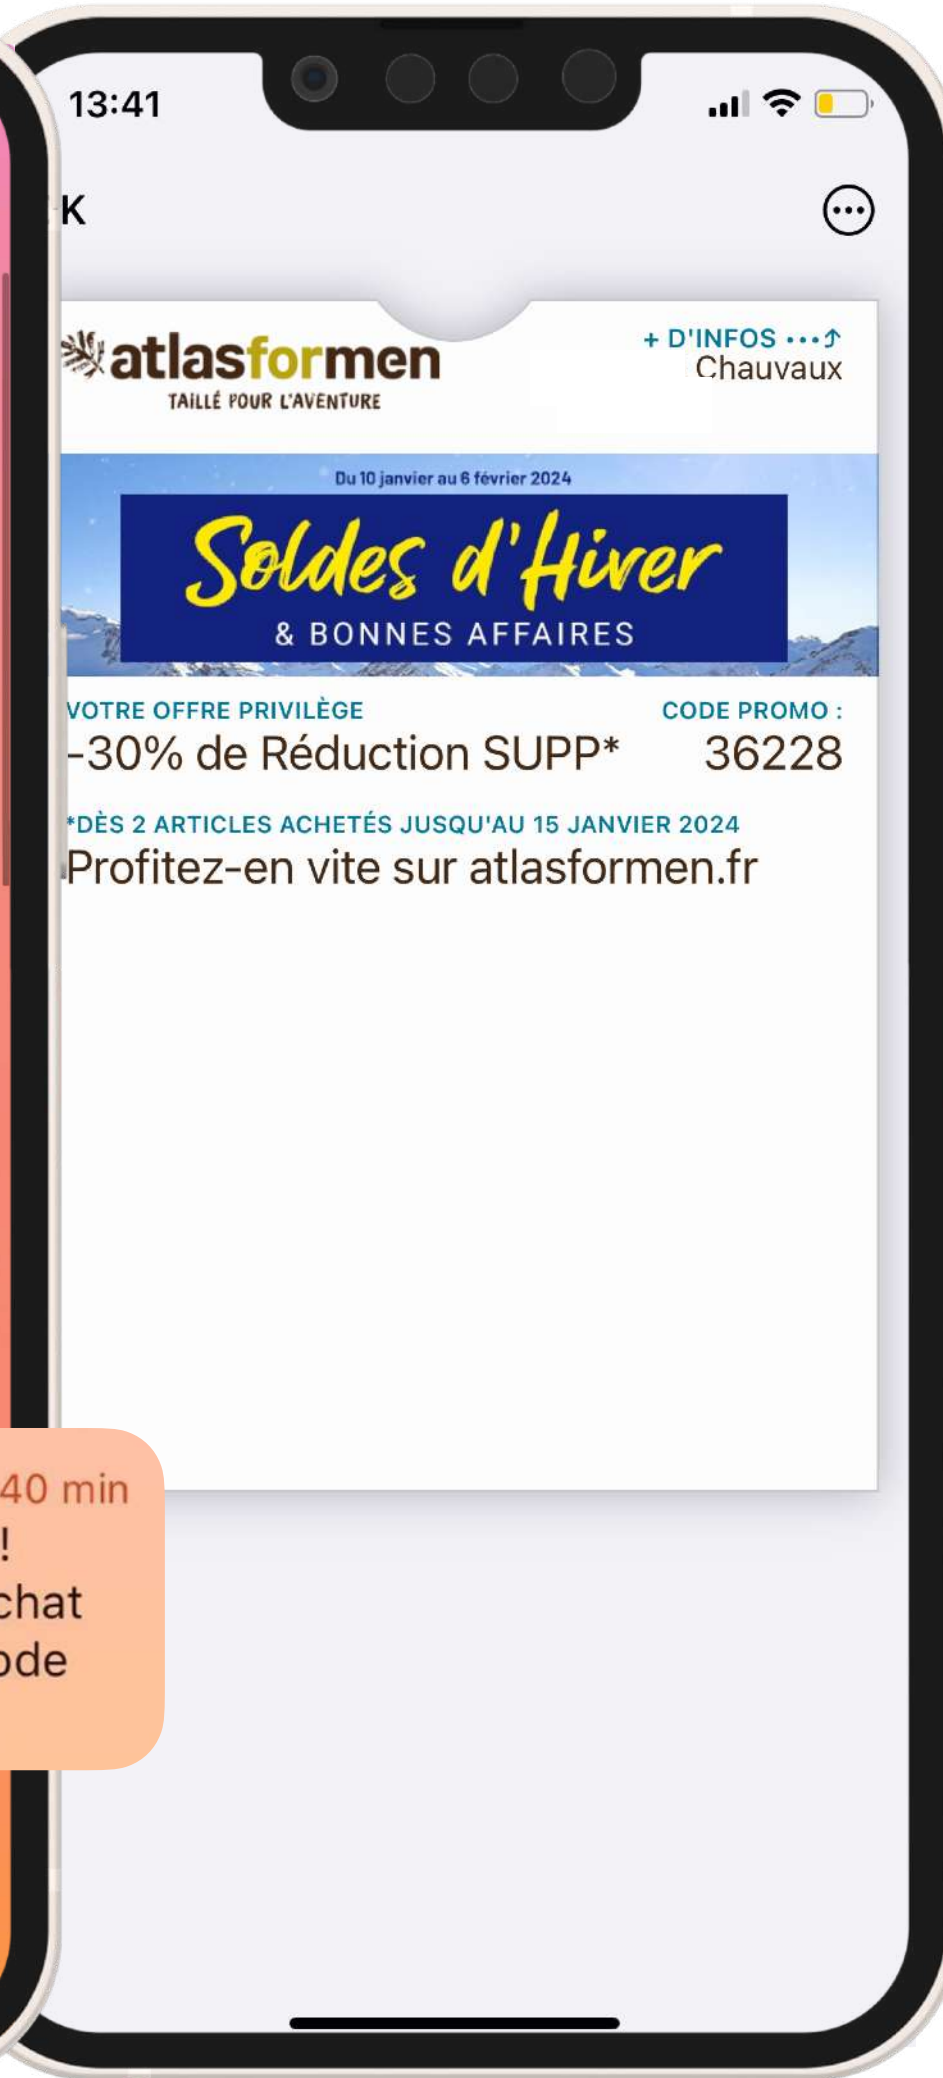 13:41
K
atlasformen
TAILLÉ POUR L'AVENTURE
+ D'INFOS ···⤴
Chauvaux
Du 10 janvier au 6 février 2024
Soldes d'Hiver
& BONNES AFFAIRES
VOTRE OFFRE PRIVILÈGE
-30% de Réduction SUPP*
CODE PROMO :
36228
*DÈS 2 ARTICLES ACHETÉS JUSQU'AU 15 JANVIER 2024
Profitez-en vite sur atlasformen.fr
40 min
!
chat
ode